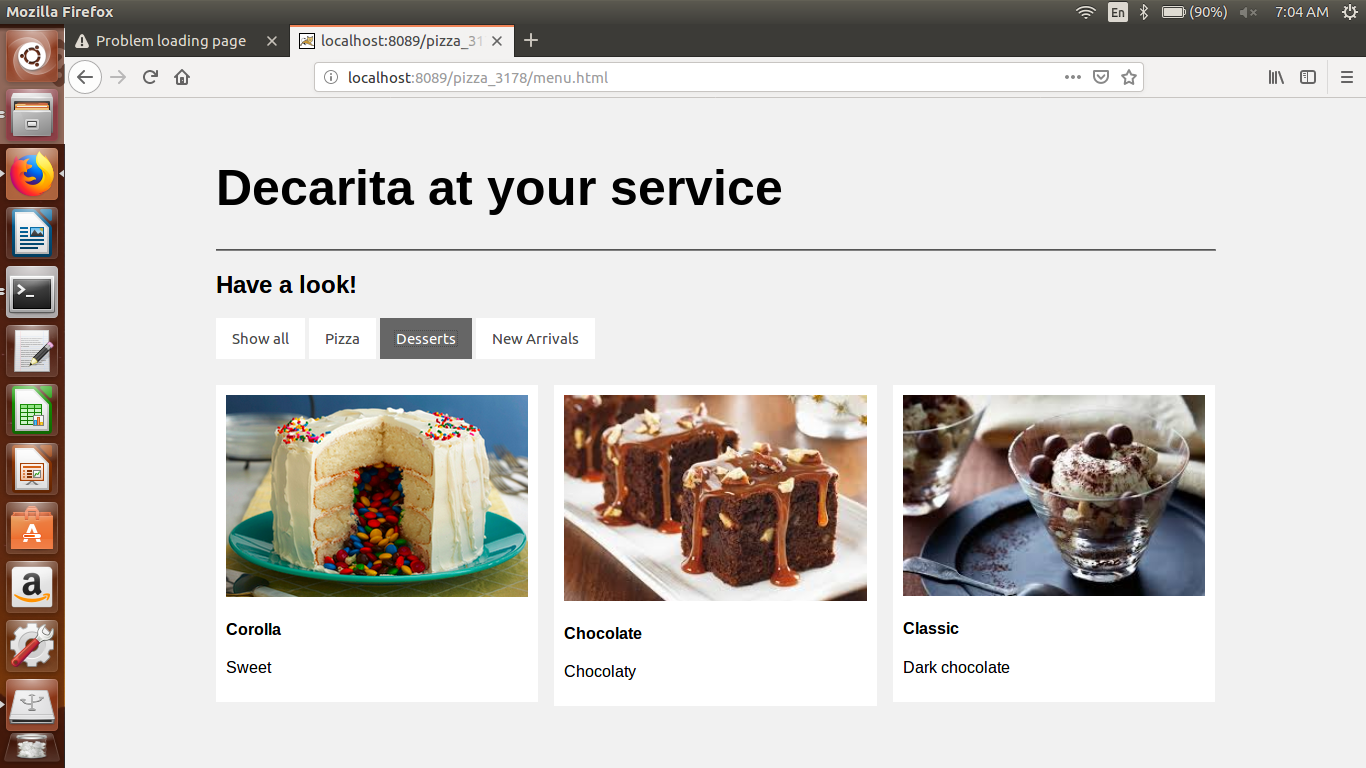 Mozilla Firefox
En
(90%)
7:04 AM
Problem loading page
localhost:8089/pizza_31
localhost:8089/pizza_3178/menu.html
Decarita at your service
Have a look!
Show all
Pizza
Desserts
New Arrivals
Corolla
Sweet
Chocolate
Chocolaty
Classic
Dark chocolate